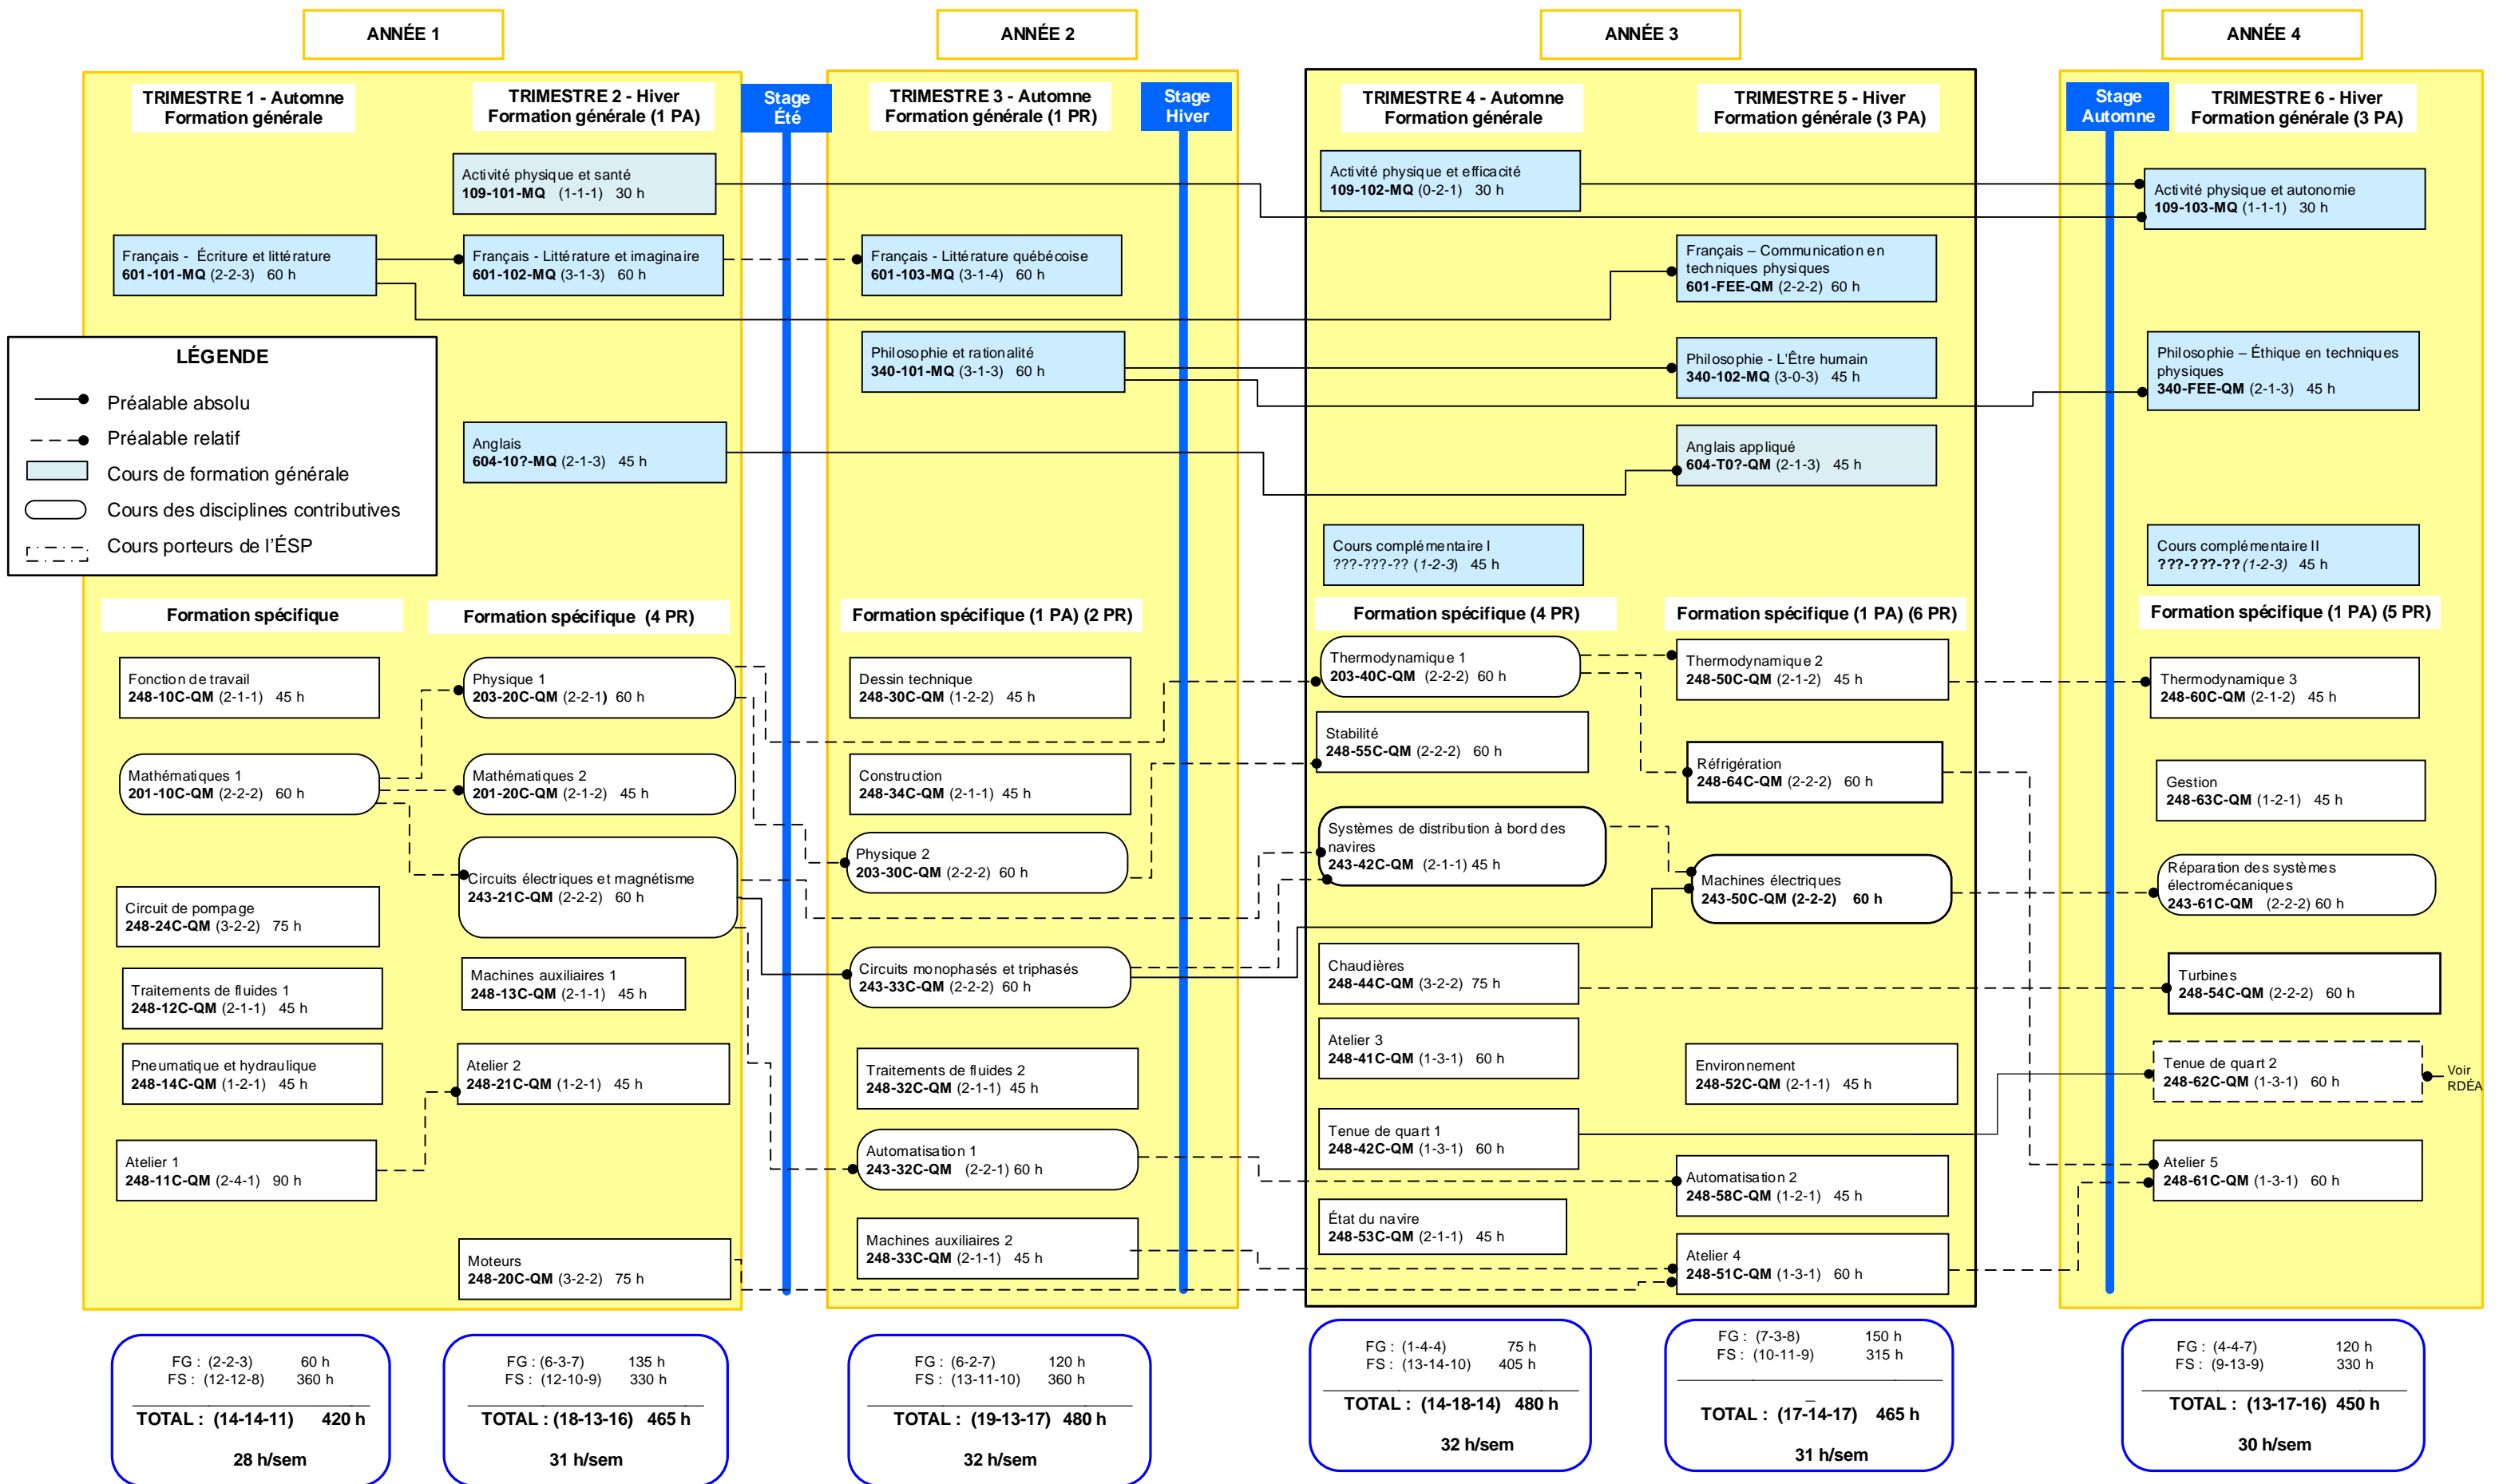 ANNÉE 1
ANNÉE 2
ANNÉE 3
ANNÉE 4
TRIMESTRE 1 - Automne
Formation générale
TRIMESTRE 2 - Hiver
Formation générale (1 PA)
Stage
Été
TRIMESTRE 3 - Automne
Formation générale (1 PR)
Stage
Hiver
TRIMESTRE 4 - Automne
Formation générale
TRIMESTRE 5 - Hiver
Formation générale (3 PA)
Stage
Automne
TRIMESTRE 6 - Hiver
Formation générale (3 PA)
Activité physique et santé
109-101-MQ (1-1-1) 30 h
Activité physique et efficacité
109-102-MQ (0-2-1) 30 h
Activité physique et autonomie
109-103-MQ (1-1-1) 30 h
Français - Écriture et littérature
601-101-MQ (2-2-3) 60 h
Français - Littérature et imaginaire
601-102-MQ (3-1-3) 60 h
Français - Littérature québécoise
601-103-MQ (3-1-4) 60 h
Français – Communication en
techniques physiques
601-FEE-QM (2-2-2) 60 h
LÉGENDE
Préalable absolu
Préalable relatif
Cours de formation générale
Cours des disciplines contributives
Cours porteurs de l'ÉSP
Philosophie et rationalité
340-101-MQ (3-1-3) 60 h
Philosophie - L'Être humain
340-102-MQ (3-0-3) 45 h
Philosophie – Éthique en techniques
physiques
340-FEE-QM (2-1-3) 45 h
Anglais
604-10?-MQ (2-1-3) 45 h
Anglais appliqué
604-T0?-QM (2-1-3) 45 h
Cours complémentaire I
???-???-?? (1-2-3) 45 h
Cours complémentaire II
???-???-?? (1-2-3) 45 h
Formation spécifique
Formation spécifique (4 PR)
Formation spécifique (1 PA) (2 PR)
Formation spécifique (4 PR)
Formation spécifique (1 PA) (6 PR)
Formation spécifique (1 PA) (5 PR)
Fonction de travail
248-10C-QM (2-1-1) 45 h
Physique 1
203-20C-QM (2-2-1) 60 h
Dessin technique
248-30C-QM (1-2-2) 45 h
Thermodynamique 1
203-40C-QM (2-2-2) 60 h
Thermodynamique 2
248-50C-QM (2-1-2) 45 h
Thermodynamique 3
248-60C-QM (2-1-2) 45 h
Stabilité
248-55C-QM (2-2-2) 60 h
Mathématiques 1
201-10C-QM (2-2-2) 60 h
Mathématiques 2
201-20C-QM (2-1-2) 45 h
Construction
248-34C-QM (2-1-1) 45 h
Réfrigération
248-64C-QM (2-2-2) 60 h
Gestion
248-63C-QM (1-2-1) 45 h
Circuits électriques et magnétisme
243-21C-QM (2-2-2) 60 h
Physique 2
203-30C-QM (2-2-2) 60 h
Systèmes de distribution à bord des
navires
243-42C-QM (2-1-1) 45 h
Machines électriques
243-50C-QM (2-2-2) 60 h
Réparation des systèmes
électromécaniques
243-61C-QM (2-2-2) 60 h
Circuit de pompage
248-24C-QM (3-2-2) 75 h
Traitements de fluides 1
248-12C-QM (2-1-1) 45 h
Machines auxiliaires 1
248-13C-QM (2-1-1) 45 h
Circuits monophasés et triphasés
243-33C-QM (2-2-2) 60 h
Chaudières
248-44C-QM (3-2-2) 75 h
Turbines
248-54C-QM (2-2-2) 60 h
Pneumatique et hydraulique
248-14C-QM (1-2-1) 45 h
Atelier 2
248-21C-QM (1-2-1) 45 h
Traitements de fluides 2
248-32C-QM (2-1-1) 45 h
Atelier 3
248-41C-QM (1-3-1) 60 h
Environnement
248-52C-QM (2-1-1) 45 h
Tenue de quart 2
248-62C-QM (1-3-1) 60 h
Voir
RDÉA
Atelier 1
248-11C-QM (2-4-1) 90 h
Automatisation 1
243-32C-QM (2-2-1) 60 h
Tenue de quart 1
248-42C-QM (1-3-1) 60 h
Automatisation 2
248-58C-QM (1-2-1) 45 h
Atelier 5
248-61C-QM (1-3-1) 60 h
Moteurs
248-20C-QM (3-2-2) 75 h
Machines auxiliaires 2
248-33C-QM (2-1-1) 45 h
État du navire
248-53C-QM (2-1-1) 45 h
Atelier 4
248-51C-QM (1-3-1) 60 h
FG : (2-2-3) 60 h
FS : (12-12-8) 360 h
TOTAL : (14-14-11) 420 h
28 h/sem
FG : (6-3-7) 135 h
FS : (12-10-9) 330 h
TOTAL : (18-13-16) 465 h
31 h/sem
FG : (6-2-7) 120 h
FS : (13-11-10) 360 h
TOTAL : (19-13-17) 480 h
32 h/sem
FG : (1-4-4) 75 h
FS : (13-14-10) 405 h
TOTAL : (14-18-14) 480 h
32 h/sem
FG : (7-3-8) 150 h
FS : (10-11-9) 315 h
TOTAL : (17-14-17) 465 h
31 h/sem
FG : (4-4-7) 120 h
FS : (9-13-9) 330 h
TOTAL : (13-17-16) 450 h
30 h/sem